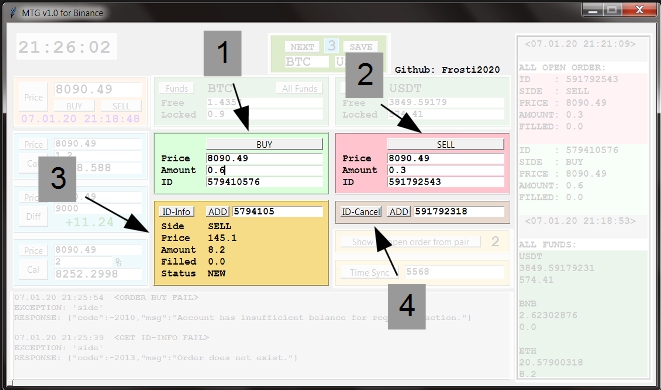 MTG v1.0 for Binance
21:26:02
NEXT 3 SAVE
BTC
Github: Frosti2020
1
2
3
4
Price 8090.49
BUY SELL
07.01.20 21:18:48
Funds BTC All Funds
Free 1.435
Locked 0.9
USDT
Free 3849.59179
Locked 574.41
BUY
Price 8090.49
Amount 0.6
ID 579410576
SELL
Price 8090.49
Amount 0.3
ID 591792543
Price 8090.49
Cal
Price 8090.49
9000
Diff +11.24
Price 8090.49
2 %
Cal 8252.2998
ID-Info ADD 5794105
Side SELL
Price 145.1
Amount 8.2
Filled 0.0
Status NEW
ID-Cancel ADD 591792318
Show open order from pair 2
Time Sync 5568
07.01.20 21:25:54 <ORDER BUY FAIL>
EXCEPTION: 'side'
RESPONSE: {"code":-2010,"msg":"Account has insufficient balance for requested action."}
07.01.20 21:25:39 <GET ID-INFO FAIL>
EXCEPTION: 'side'
RESPONSE: {"code":-2013,"msg":"Order does not exist."}
<07.01.20 21:21:09>
ALL OPEN ORDER:
ID : 591792543
SIDE : SELL
PRICE : 8090.49
AMOUNT: 0.3
FILLED: 0.0
ID : 579410576
SIDE : BUY
PRICE : 8090.49
AMOUNT: 0.6
FILLED: 0.0
<07.01.20 21:18:53>
ALL FUNDS:
USDT
3849.59179231
574.41
BNB
2.62302876
0.0
ETH
20.57900318
8.2